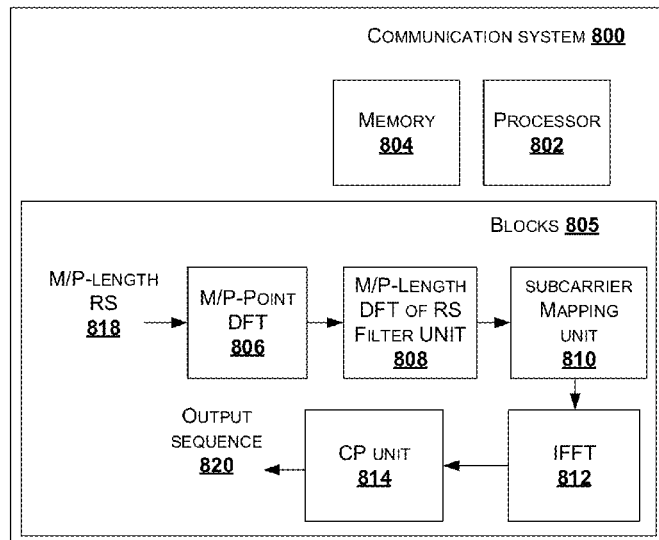 COMMUNICATION SYSTEM 800
MEMORY
804
PROCESSOR
802
BLOCKS 805
M/P-LENGTH
RS
818
M/P-POINT
DFT
806
M/P-LENGTH
DFT OF RS
FILTER UNIT
808
SUBCARRIER
MAPPING
UNIT
810
OUTPUT
SEQUENCE
820
CP UNIT
814
IFFT
812